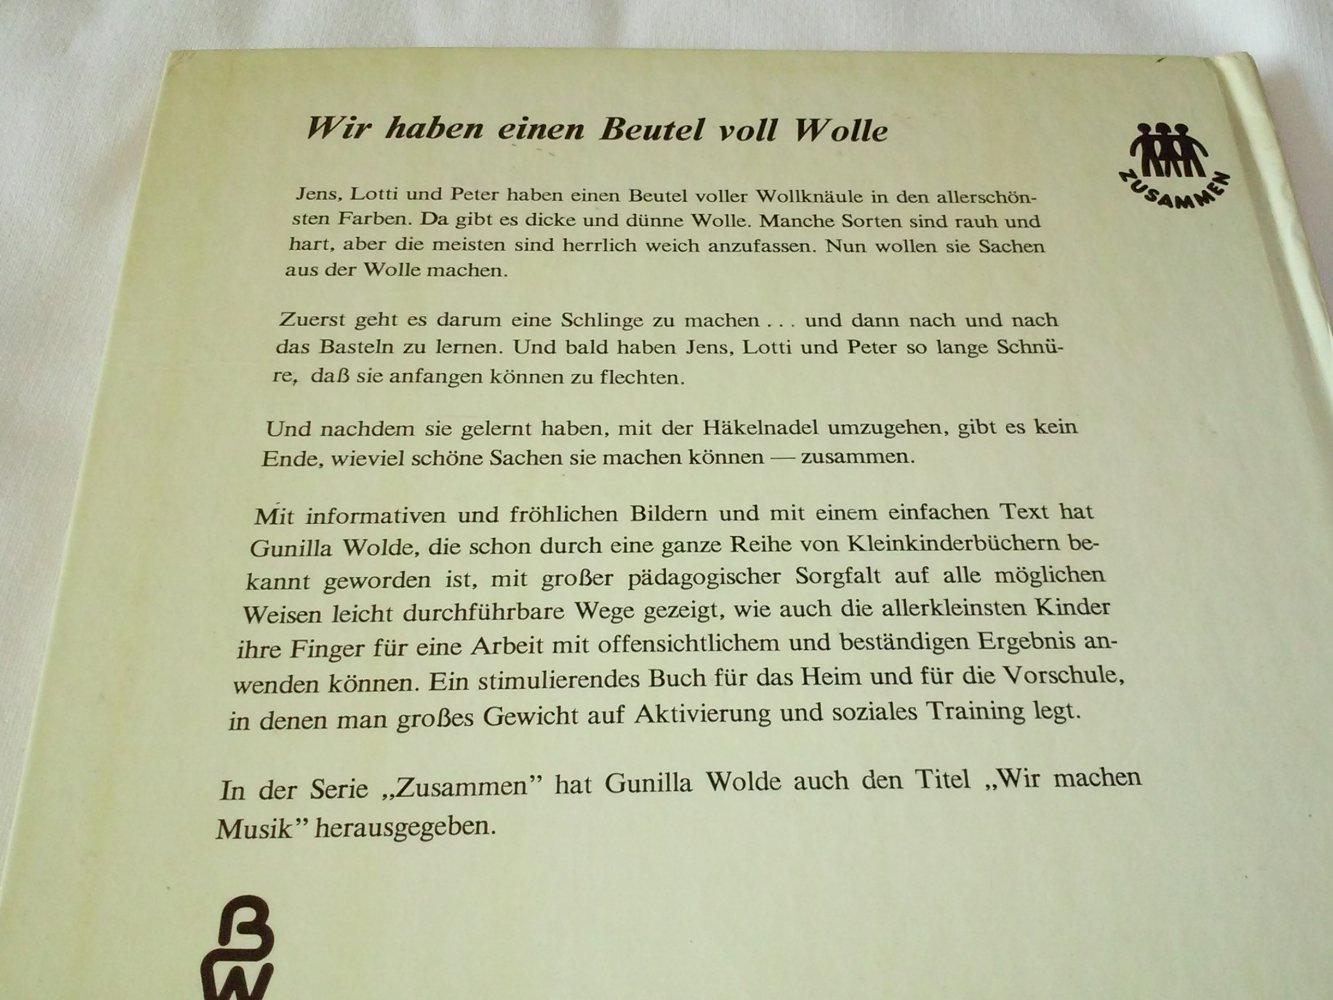 Wir haben einen Beutel voll Wolle
ZUSAMMEN
Jens, Lotti und Peter haben einen Beutel voller Wollknäule in den allerschön-
sten Farben. Da gibt es dicke und dünne Wolle. Manche Sorten sind rauh und
hart, aber die meisten sind herrlich weich anzufassen. Nun wollen sie Sachen
aus der Wolle machen.
Zuerst geht es darum eine Schlinge zu machen . . . und dann nach und nach
das Basteln zu lernen. Und bald haben Jens, Lotti und Peter so lange Schnü-
re, daß sie anfangen können zu flechten.
Und nachdem sie gelernt haben, mit der Häkelnadel umzugehen, gibt es kein
Ende, wieviel schöne Sachen sie machen können — zusammen.
Mit informativen und fröhlichen Bildern und mit einem einfachen Text hat
Gunilla Wolde, die schon durch eine ganze Reihe von Kleinkinderbüchern be-
kannt geworden ist, mit großer pädagogischer Sorgfalt auf alle möglichen
Weisen leicht durchführbare Wege gezeigt, wie auch die allerkleinsten Kinder
ihre Finger für eine Arbeit mit offensichtlichem und beständigen Ergebnis an-
wenden können. Ein stimulierendes Buch für das Heim und für die Vorschule,
in denen man großes Gewicht auf Aktivierung und soziales Training legt.
In der Serie „Zusammen” hat Gunilla Wolde auch den Titel „Wir machen
Musik” herausgegeben.
B
W